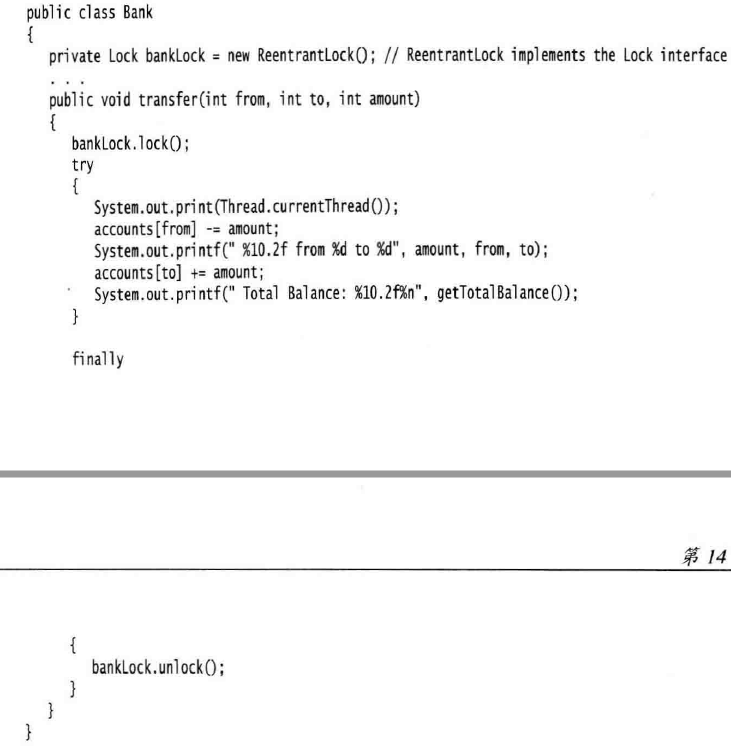 public class Bank
{
private Lock bankLock = new ReentrantLock(); // ReentrantLock implements the Lock interface
. . .
public void transfer(int from, int to, int amount)
{
bankLock.lock();
try
{
System.out.print(Thread.currentThread());
accounts[from] -= amount;
System.out.printf(" %10.2f from %d to %d", amount, from, to);
accounts[to] += amount;
System.out.printf(" Total Balance: %10.2f%n", getTotalBalance());
}
finally
第 14
{
bankLock.unlock();
}
}
}